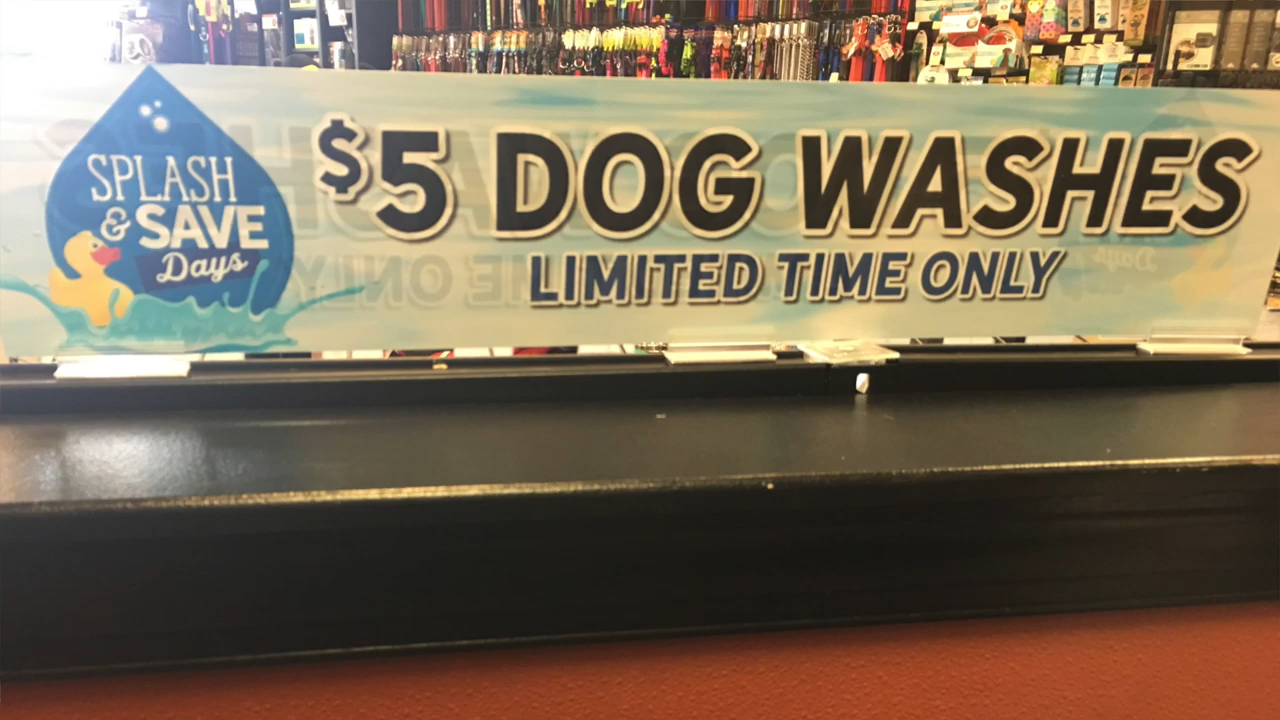 SPLASH
& SAVE
Days
$5 DOG WASHES
LIMITED TIME ONLY